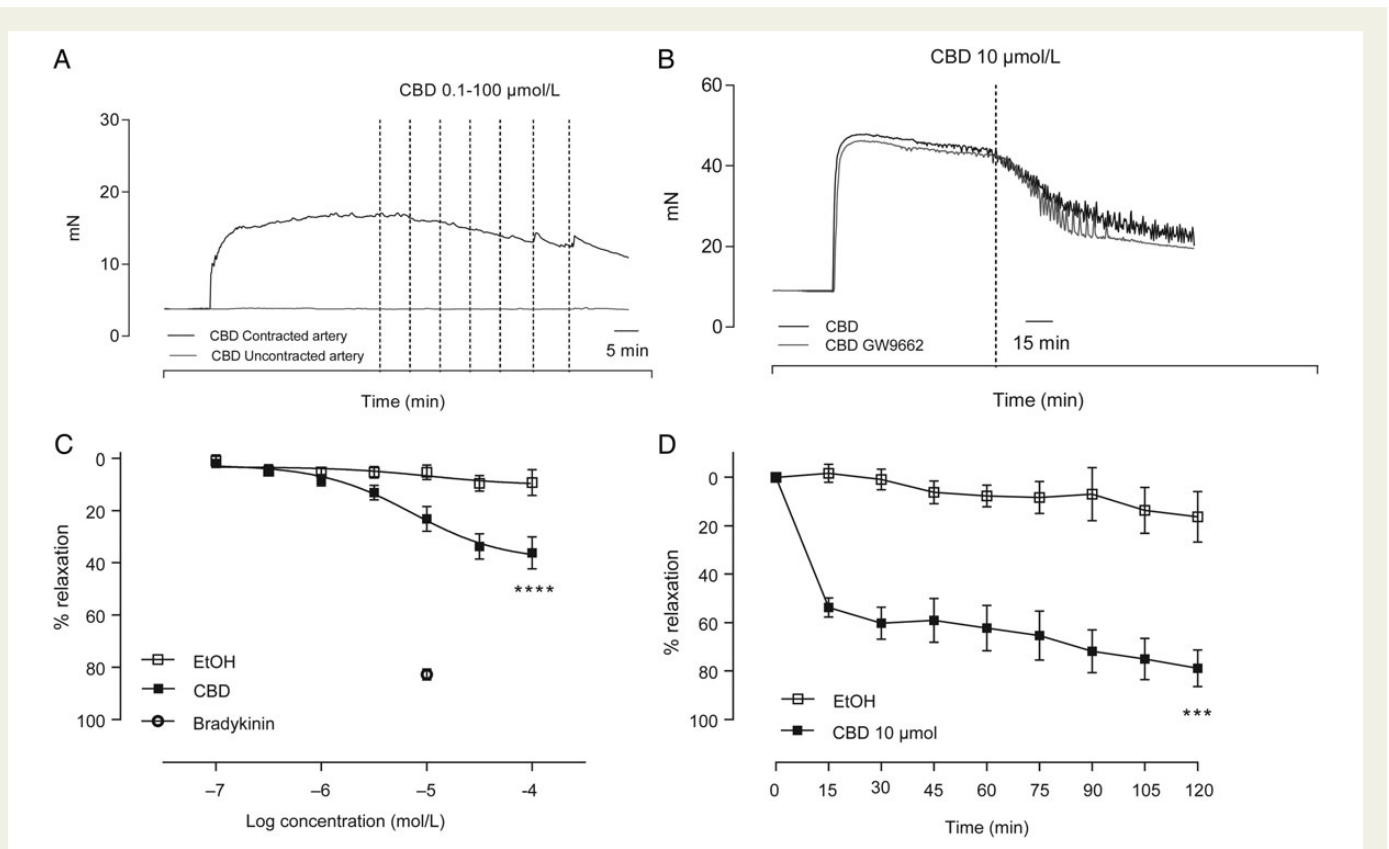 A
CBD 0.1-100 µmol/L
30
20
10
0
mN
CBD Contracted artery
CBD Uncontracted artery
5 min
Time (min)
B
CBD 10 µmol/L
60
40
20
0
mN
CBD
CBD GW9662
15 min
Time (min)
C
0
20
40
60
80
100
% relaxation
****
EtOH
CBD
Bradykinin
–7 –6 –5 -4
Log concentration (mol/L)
D
0
20
40
60
80
100
% relaxation
EtOH
CBD 10 µmol
***
0 15 30 45 60 75 90 105 120
Time (min)